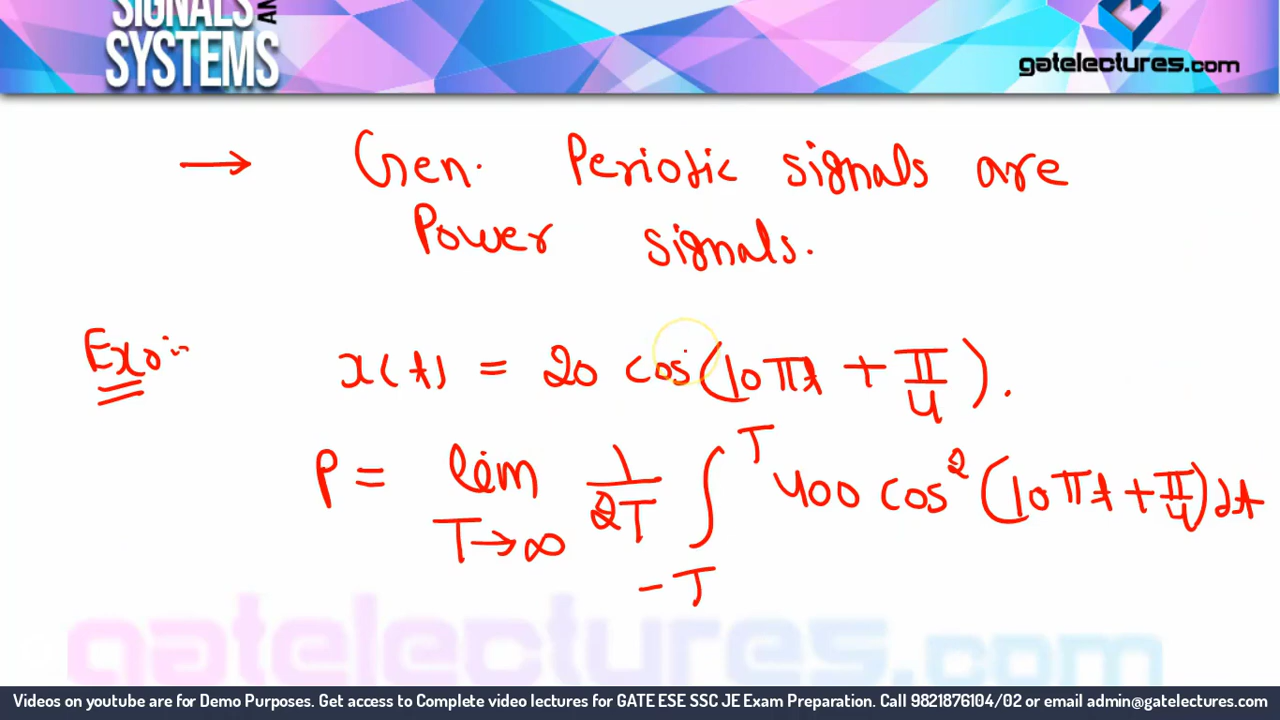 SIGNALS AN
SYSTEMS
gatelectures.com
→ Gen. Periodic signals are
Power signals.
Ex:- x(t) = 20 cos(10πt + π/4).
P = lim T→∞ 1/2T ∫_{-T}^{T} 400 cos² (10πt + π/4) dt
gatelectures.com
Videos on youtube are for Demo Purposes. Get access to Complete video lectures for GATE ESE SSC JE Exam Preparation. Call 9821876104/02 or email admin@gatelectures.com